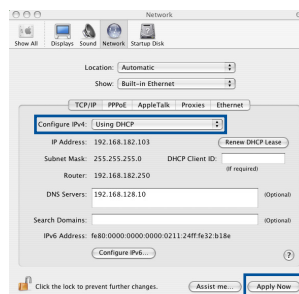 Network
Show All Displays Sound Network Startup Disk
Location: Automatic
Show: Built-in Ethernet
TCP/IP PPPoE AppleTalk Proxies Ethernet
Configure IPv4: Using DHCP
IP Address: 192.168.182.103 Renew DHCP Lease
Subnet Mask: 255.255.255.0 DHCP Client ID:
(If required)
Router: 192.168.182.250
DNS Servers: 192.168.128.10 (Optional)
Search Domains: (Optional)
IPv6 Address: fe80:0000:0000:0000:0211:24ff:fe32:b18e
Configure IPv6... ?
Click the lock to prevent further changes. Assist me... Apply Now